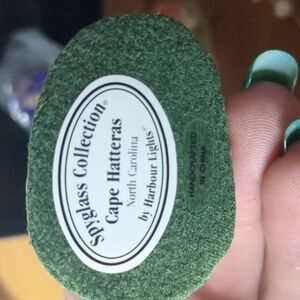 Spyglass Collection®
Cape Hatteras
North Carolina
by Harbour Lights®
HANDCRAFTED
IN CHINA